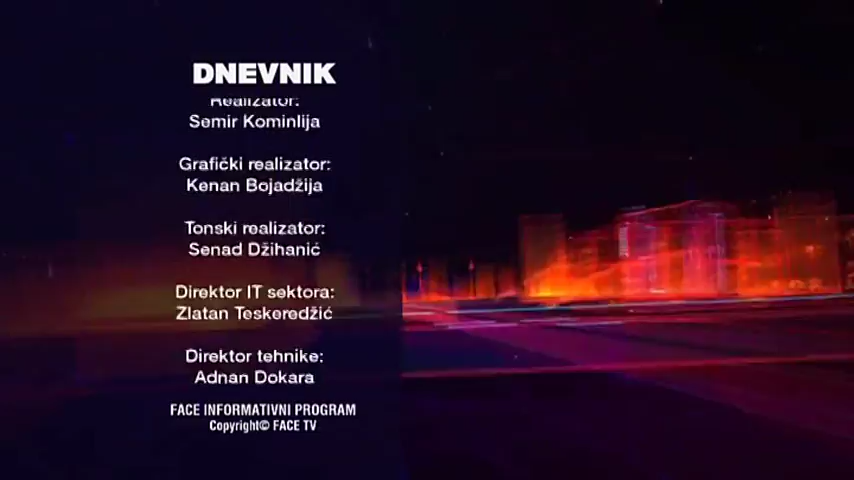 DNEVNIK
Realizator:
Semir Kominlija
Grafički realizator:
Kenan Bojadžija
Tonski realizator:
Senad Džihanić
Direktor IT sektora:
Zlatan Teskeredžić
Direktor tehnike:
Adnan Dokara
FACE INFORMATIVNI PROGRAM
Copyright© FACE TV